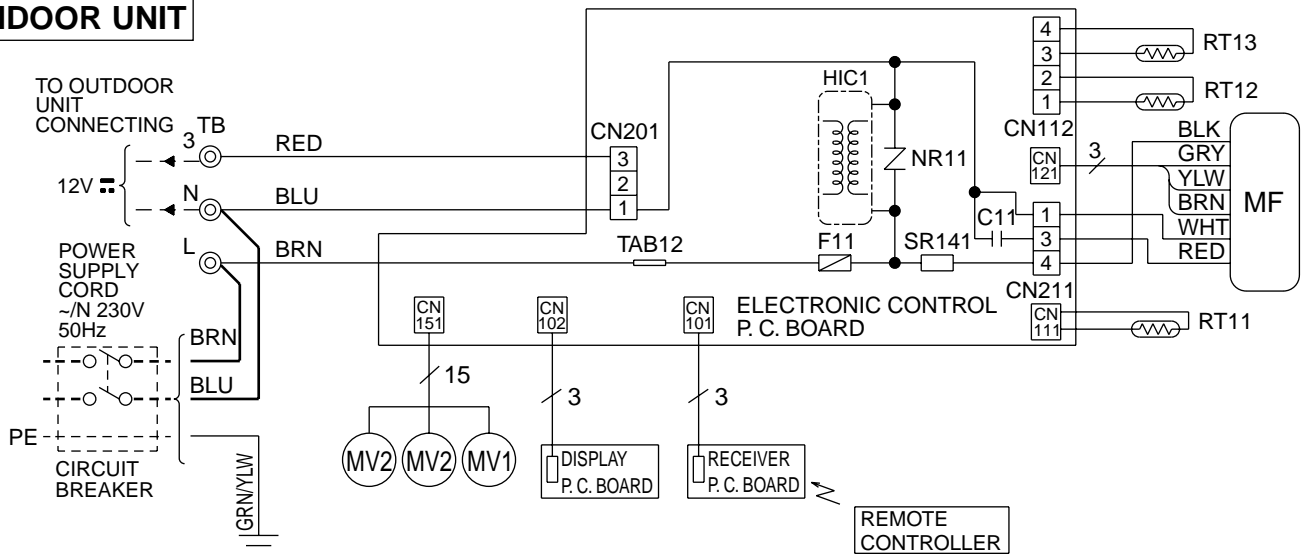 NDOOR UNIT
TO OUTDOOR
UNIT
CONNECTING
TB
3
N
L
12V
RED
BLU
BRN
CN201
3
2
1
TAB12
HIC1
NR11
F11
SR141
C11
4
3
2
1
CN112
RT13
RT12
CN
121
3
1
3
4
CN211
CN
111
RT11
BLK
GRY
YLW
BRN
WHT
RED
MF
ELECTRONIC CONTROL
P. C. BOARD
POWER
SUPPLY
CORD
~/N 230V
50Hz
BRN
BLU
PE
CIRCUIT
BREAKER
GRN/YLW
CN
151
15
MV2
MV2
MV1
CN
102
3
DISPLAY
P. C. BOARD
CN
101
3
RECEIVER
P. C. BOARD
REMOTE
CONTROLLER